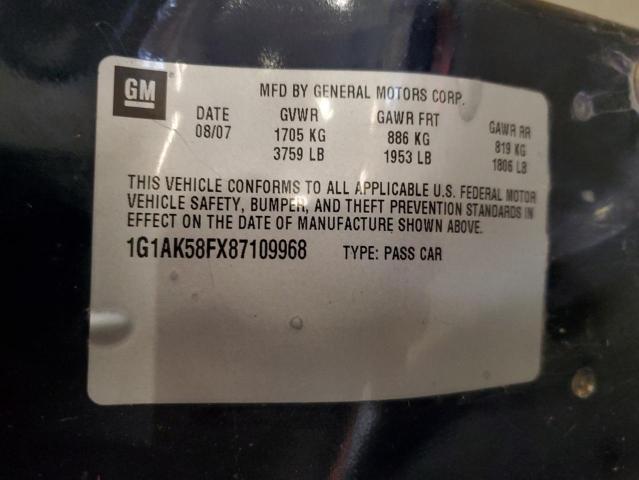 GM
MFD BY GENERAL MOTORS CORP.
DATE GVWR GAWR FRT GAWR RR
08/07 1705 KG 886 KG 819 KG
3759 LB 1953 LB 1806 LB
THIS VEHICLE CONFORMS TO ALL APPLICABLE U.S. FEDERAL MOTOR
VEHICLE SAFETY, BUMPER, AND THEFT PREVENTION STANDARDS IN
EFFECT ON THE DATE OF MANUFACTURE SHOWN ABOVE.
1G1AK58FX87109968 TYPE: PASS CAR